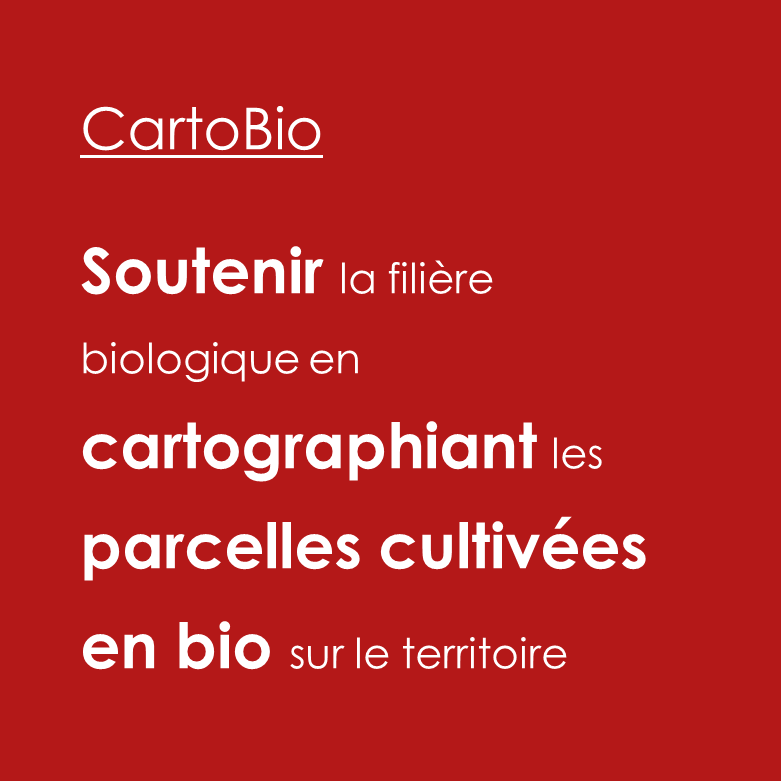 CartoBio
Soutenir la filière
biologique en
cartographiant les
parcelles cultivées
en bio sur le territoire